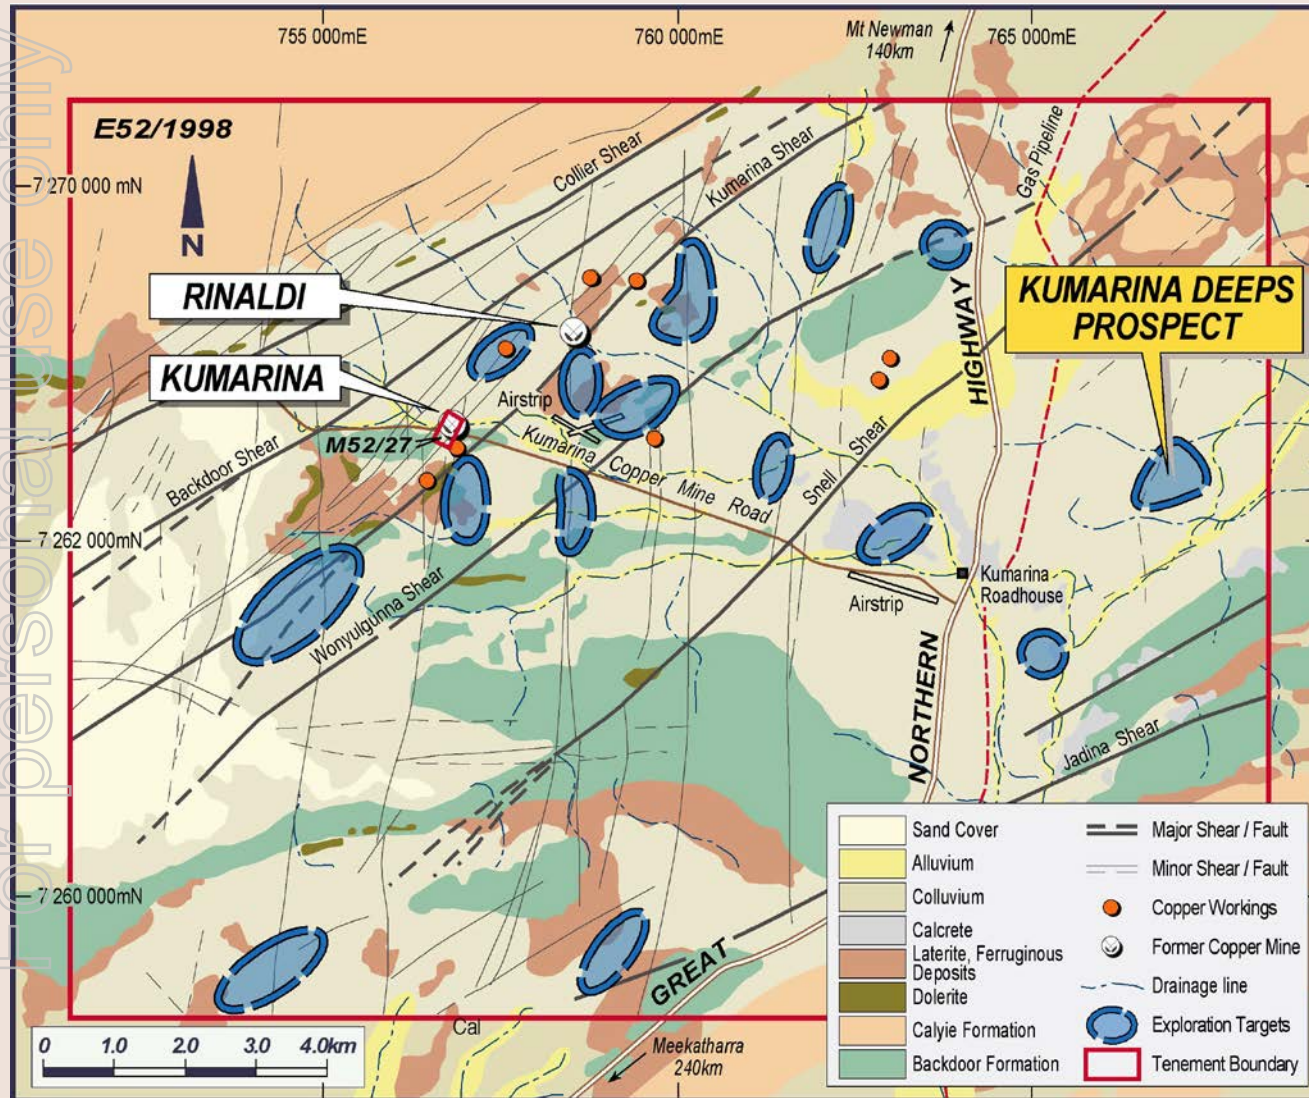 For personal use only
755 000mE
760 000mE
765 000mE
Mt Newman
140km
E52/1998
7 270 000 mN
N
Collier Shear
Kumarina Shear
Gas Pipeline
RINALDI
KUMARINA
KUMARINA DEEPS
PROSPECT
HIGHWAY
Airstrip
M52/27
Kumarina Copper Mine Road
Snell Shear
Backdoor Shear
7 262 000mN
Wonyulgunna Shear
Kumarina
Roadhouse
Airstrip
NORTHERN
Jadina Shear
7 260 000mN
GREAT
Cal
Meekatharra
240km
0 1.0 2.0 3.0 4.0km
Sand Cover
Alluvium
Colluvium
Calcrete
Laterite, Ferruginous
Deposits
Dolerite
Calyie Formation
Backdoor Formation
Major Shear / Fault
Minor Shear / Fault
Copper Workings
Former Copper Mine
Drainage line
Exploration Targets
Tenement Boundary